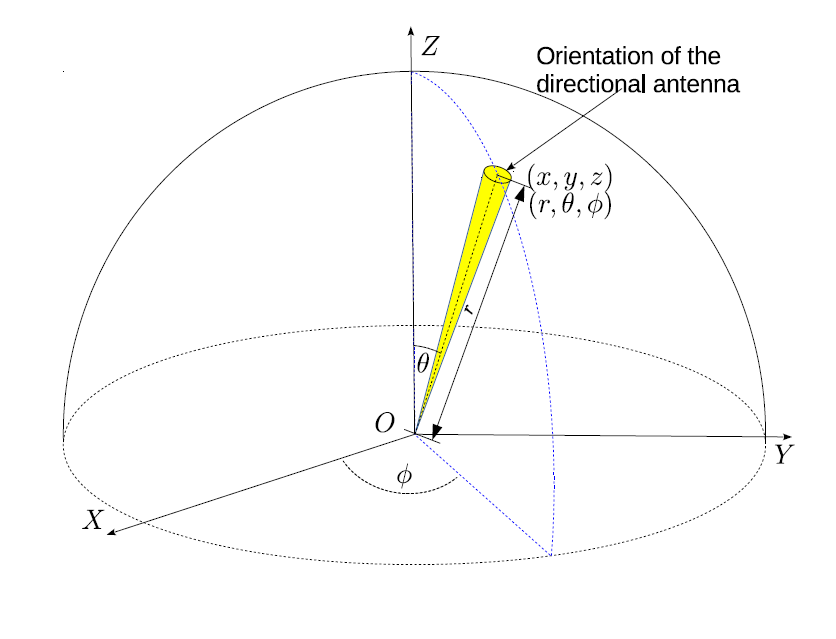 Z
Orientation of the
directional antenna
(x, y, z)
(r, θ, ϕ)
r
θ
O
Y
ϕ
X